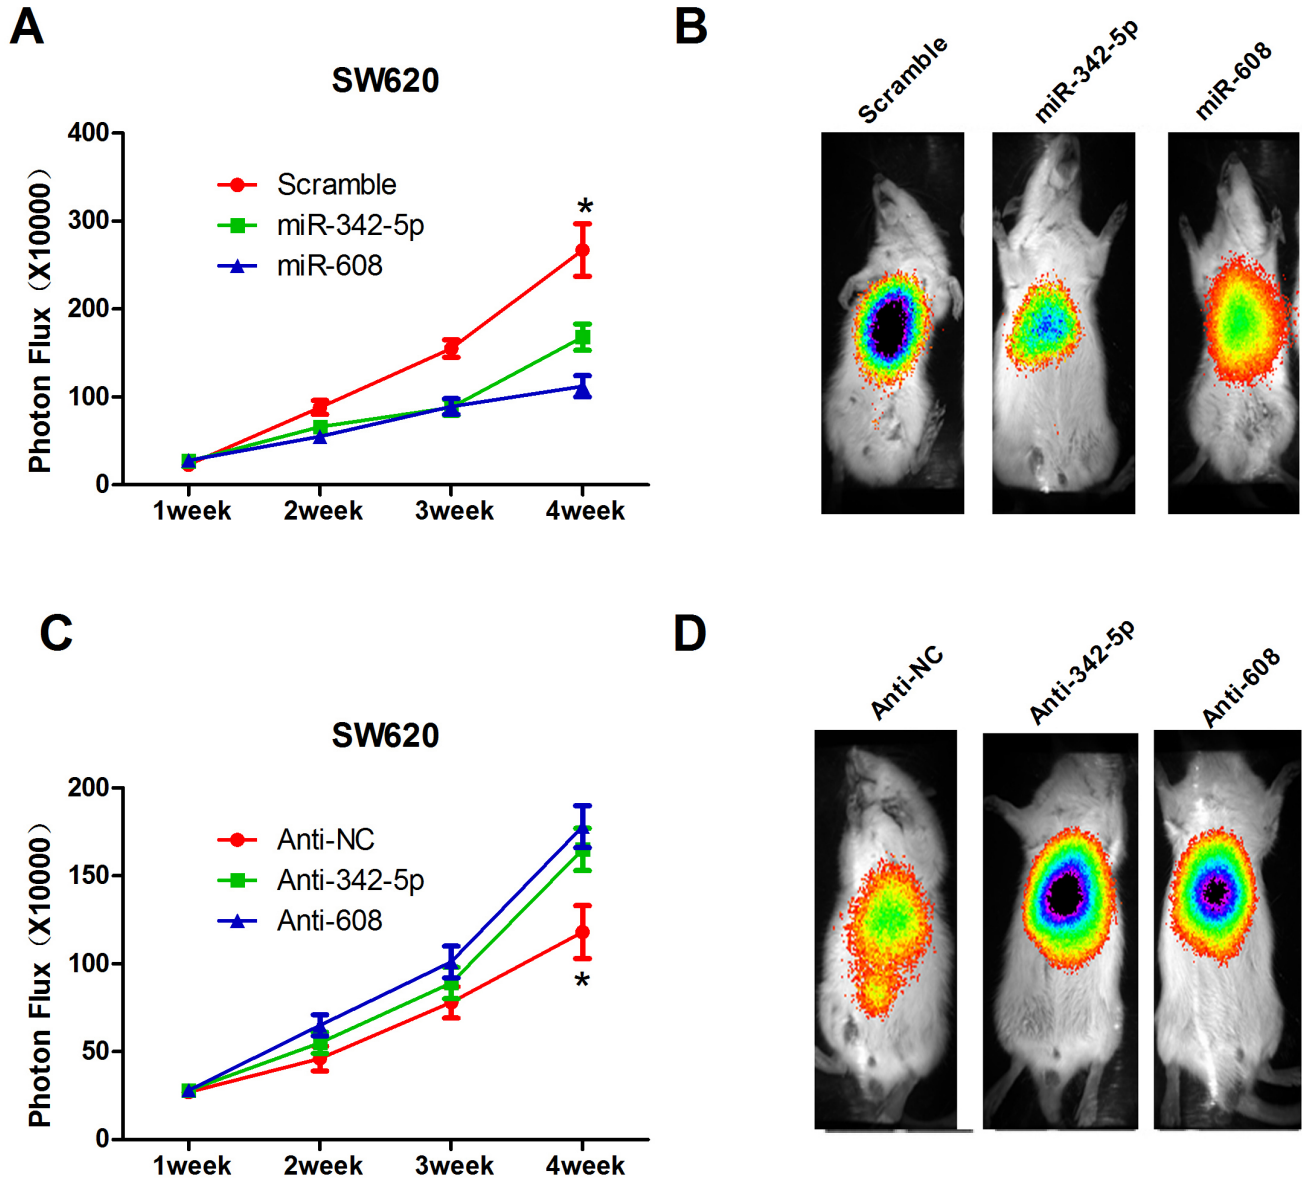 A
SW620
Photon Flux（X10000）
400
300
200
100
0
Scramble
miR-342-5p
miR-608
*
1week 2week 3week 4week
B
Scramble miR-342-5p miR-608
C
SW620
Photon Flux（X10000）
200
150
100
50
0
Anti-NC
Anti-342-5p
Anti-608
*
1week 2week 3week 4week
D
Anti-NC Anti-342-5p Anti-608